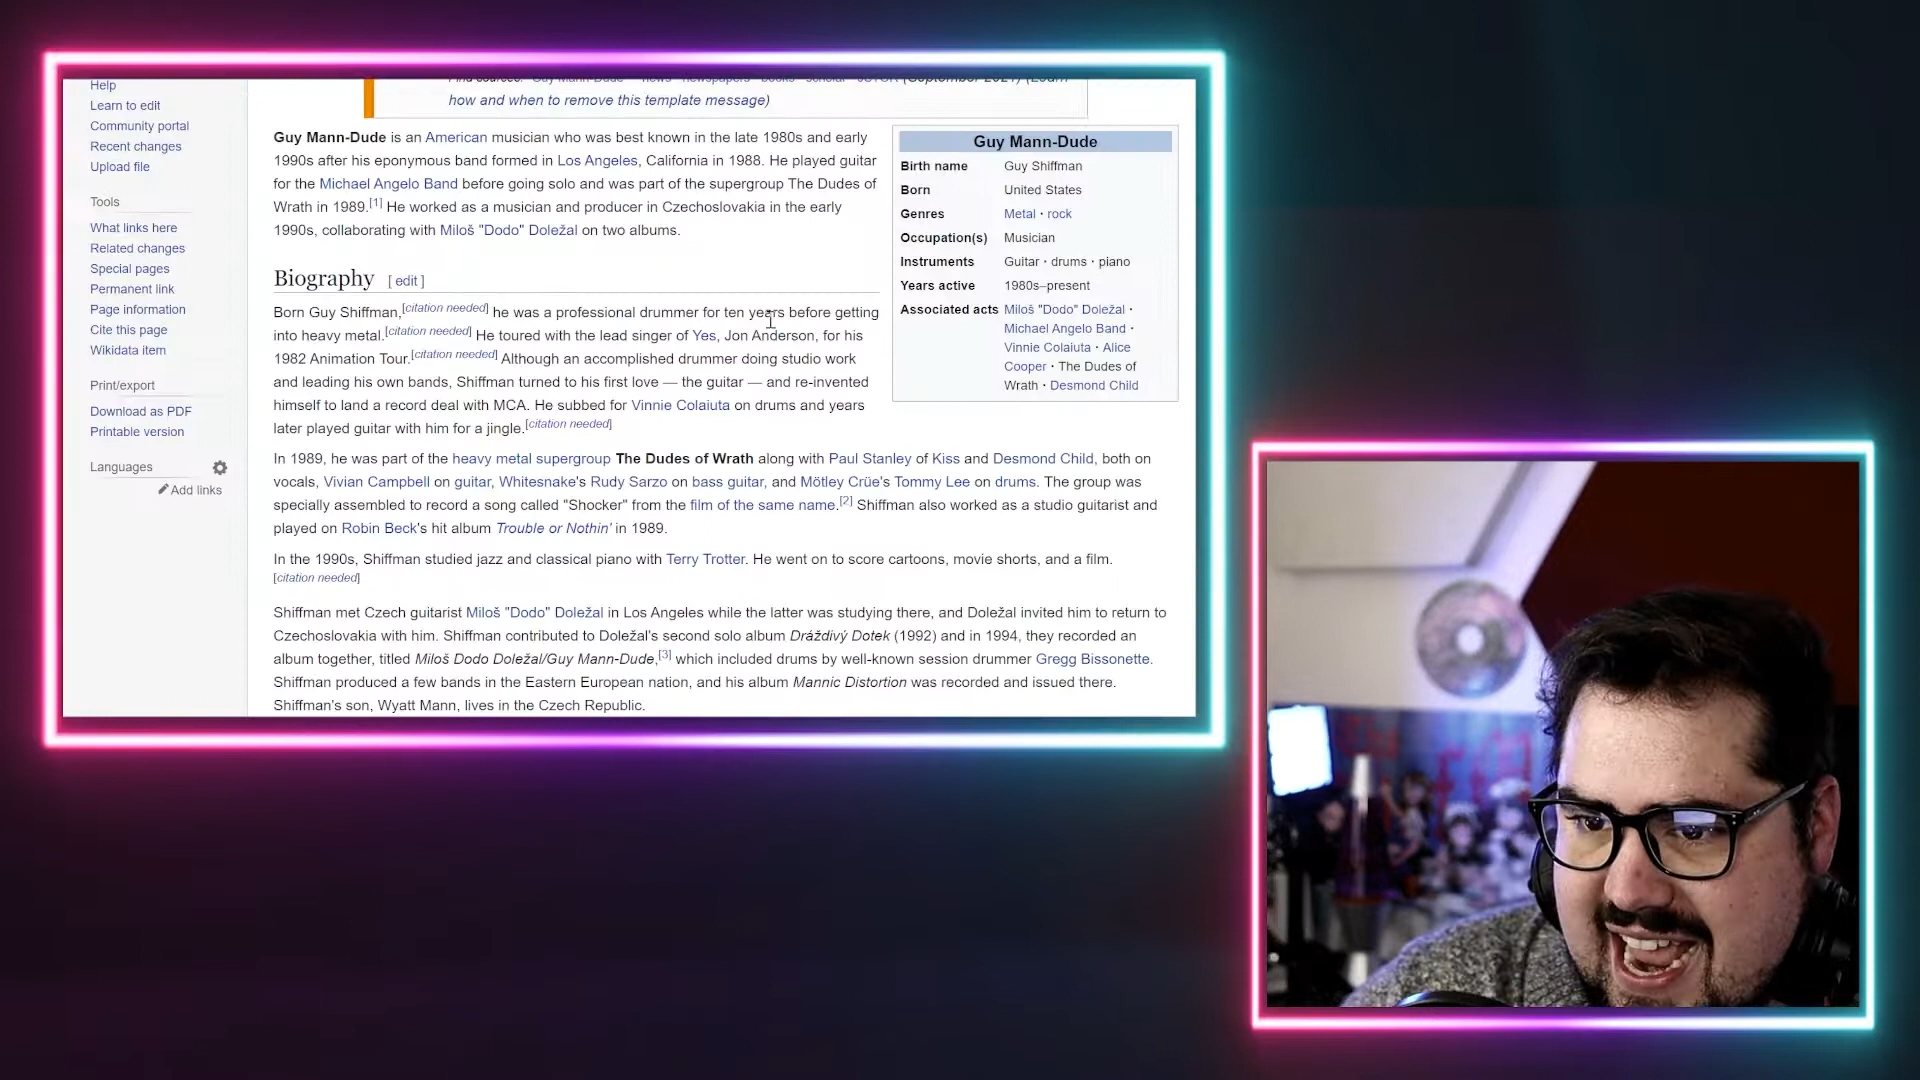 Help
Learn to edit
Community portal
Recent changes
Upload file
Tools
What links here
Related changes
Special pages
Permanent link
Page information
Cite this page
Wikidata item
Print/export
Download as PDF
Printable version
Languages
Add links
how and when to remove this template message)
Guy Mann-Dude is an American musician who was best known in the late 1980s and early
1990s after his eponymous band formed in Los Angeles, California in 1988. He played guitar
for the Michael Angelo Band before going solo and was part of the supergroup The Dudes of
Wrath in 1989.[1] He worked as a musician and producer in Czechoslovakia in the early
1990s, collaborating with Miloš "Dodo" Doležal on two albums.
Guy Mann-Dude
Birth name Guy Shiffman
Born United States
Genres Metal · rock
Occupation(s) Musician
Instruments Guitar · drums · piano
Years active 1980s–present
Associated acts Miloš "Dodo" Doležal ·
Michael Angelo Band ·
Vinnie Colaiuta · Alice
Cooper · The Dudes of
Wrath · Desmond Child
Biography [ edit ]
Born Guy Shiffman,[citation needed] he was a professional drummer for ten years before getting
into heavy metal.[citation needed] He toured with the lead singer of Yes, Jon Anderson, for his
1982 Animation Tour.[citation needed] Although an accomplished drummer doing studio work
and leading his own bands, Shiffman turned to his first love — the guitar — and re-invented
himself to land a record deal with MCA. He subbed for Vinnie Colaiuta on drums and years
later played guitar with him for a jingle.[citation needed]
In 1989, he was part of the heavy metal supergroup The Dudes of Wrath along with Paul Stanley of Kiss and Desmond Child, both on
vocals, Vivian Campbell on guitar, Whitesnake's Rudy Sarzo on bass guitar, and Mötley Crüe's Tommy Lee on drums. The group was
specially assembled to record a song called "Shocker" from the film of the same name.[2] Shiffman also worked as a studio guitarist and
played on Robin Beck's hit album Trouble or Nothin' in 1989.
In the 1990s, Shiffman studied jazz and classical piano with Terry Trotter. He went on to score cartoons, movie shorts, and a film.
[citation needed]
Shiffman met Czech guitarist Miloš "Dodo" Doležal in Los Angeles while the latter was studying there, and Doležal invited him to return to
Czechoslovakia with him. Shiffman contributed to Doležal's second solo album Dráždivý Dotek (1992) and in 1994, they recorded an
album together, titled Miloš Dodo Doležal/Guy Mann-Dude,[3] which included drums by well-known session drummer Gregg Bissonette.
Shiffman produced a few bands in the Eastern European nation, and his album Mannic Distortion was recorded and issued there.
Shiffman's son, Wyatt Mann, lives in the Czech Republic.